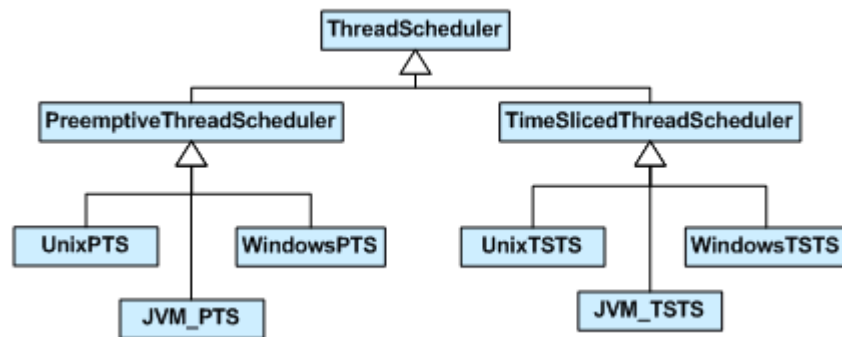 ThreadScheduler
PreemptiveThreadScheduler
TimeSlicedThreadScheduler
UnixPTS
WindowsPTS
UnixTSTS
WindowsTSTS
JVM_PTS
JVM_TSTS